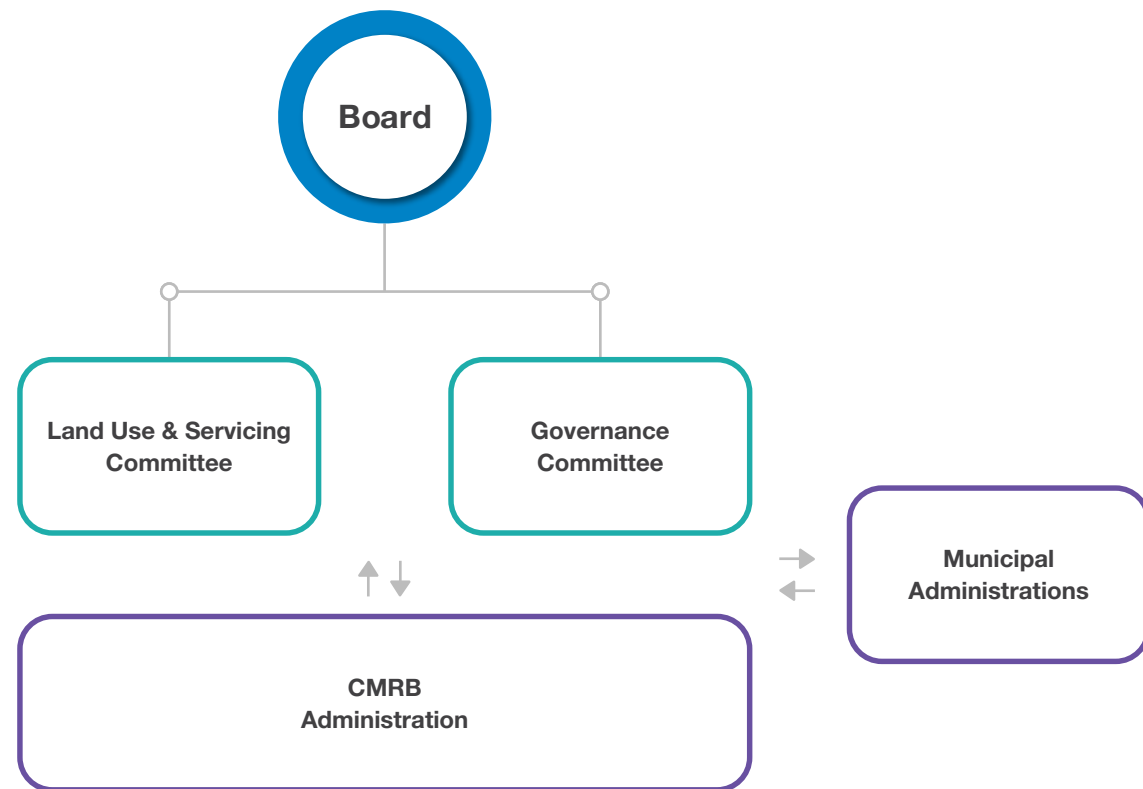 Board
Land Use & Servicing
Committee
Governance
Committee
Municipal
Administrations
CMRB
Administration